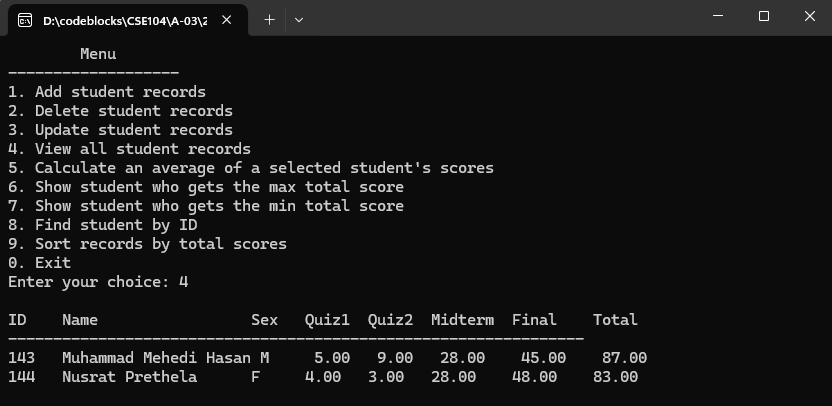 D:\codeblocks\CSE104\A-03\2
Menu
-------------------
1. Add student records
2. Delete student records
3. Update student records
4. View all student records
5. Calculate an average of a selected student's scores
6. Show student who gets the max total score
7. Show student who gets the min total score
8. Find student by ID
9. Sort records by total scores
0. Exit
Enter your choice: 4
ID    Name                 Sex   Quiz1  Quiz2  Midterm  Final    Total
----------------------------------------------------------------
143   Muhammad Mehedi Hasan M     5.00   9.00   28.00    45.00    87.00
144   Nusrat Prethela      F     4.00   3.00   28.00    48.00    83.00